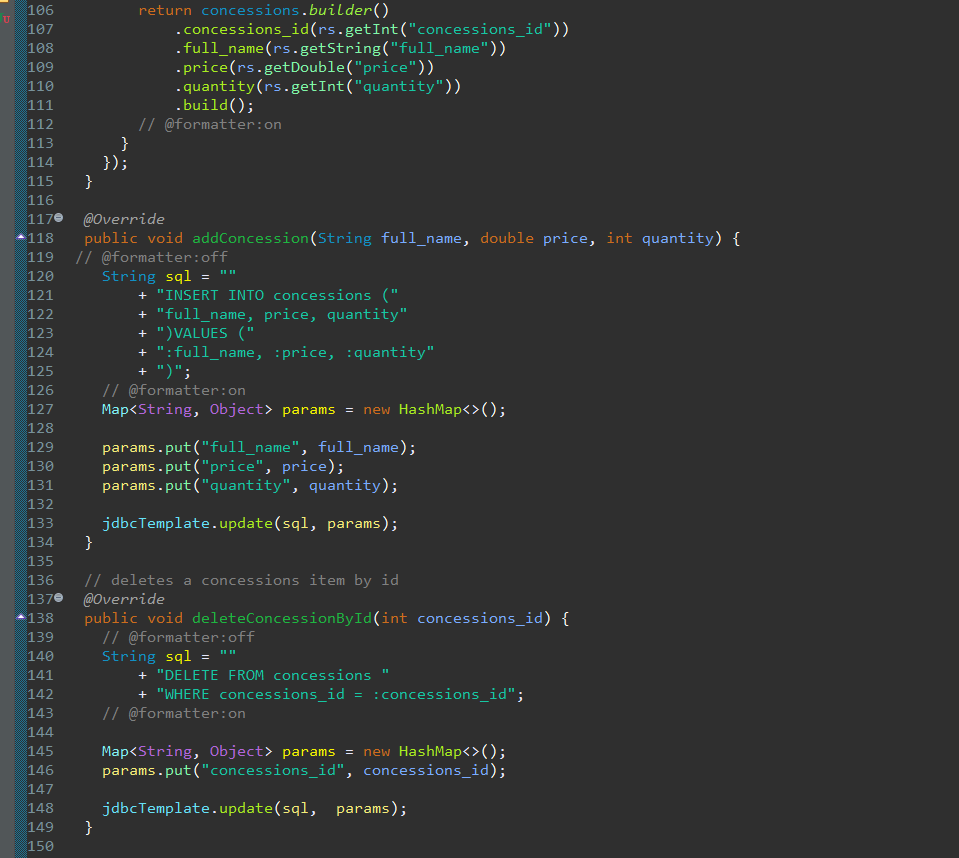 106 return concessions.builder()
107 .concessions_id(rs.getInt("concessions_id"))
108 .full_name(rs.getString("full_name"))
109 .price(rs.getDouble("price"))
110 .quantity(rs.getInt("quantity"))
111 .build();
112 // @formatter:on
113 }
114 });
115 }
116
117 @Override
118 public void addConcession(String full_name, double price, int quantity) {
119 // @formatter:off
120 String sql = ""
121 + "INSERT INTO concessions ("
122 + "full_name, price, quantity"
123 + ")VALUES ("
124 + ":full_name, :price, :quantity"
125 + ")";
126 // @formatter:on
127 Map<String, Object> params = new HashMap<>();
128
129 params.put("full_name", full_name);
130 params.put("price", price);
131 params.put("quantity", quantity);
132
133 jdbcTemplate.update(sql, params);
134 }
135
136 // deletes a concessions item by id
137 @Override
138 public void deleteConcessionById(int concessions_id) {
139 // @formatter:off
140 String sql = ""
141 + "DELETE FROM concessions "
142 + "WHERE concessions_id = :concessions_id";
143 // @formatter:on
144
145 Map<String, Object> params = new HashMap<>();
146 params.put("concessions_id", concessions_id);
147
148 jdbcTemplate.update(sql,  params);
149 }
150